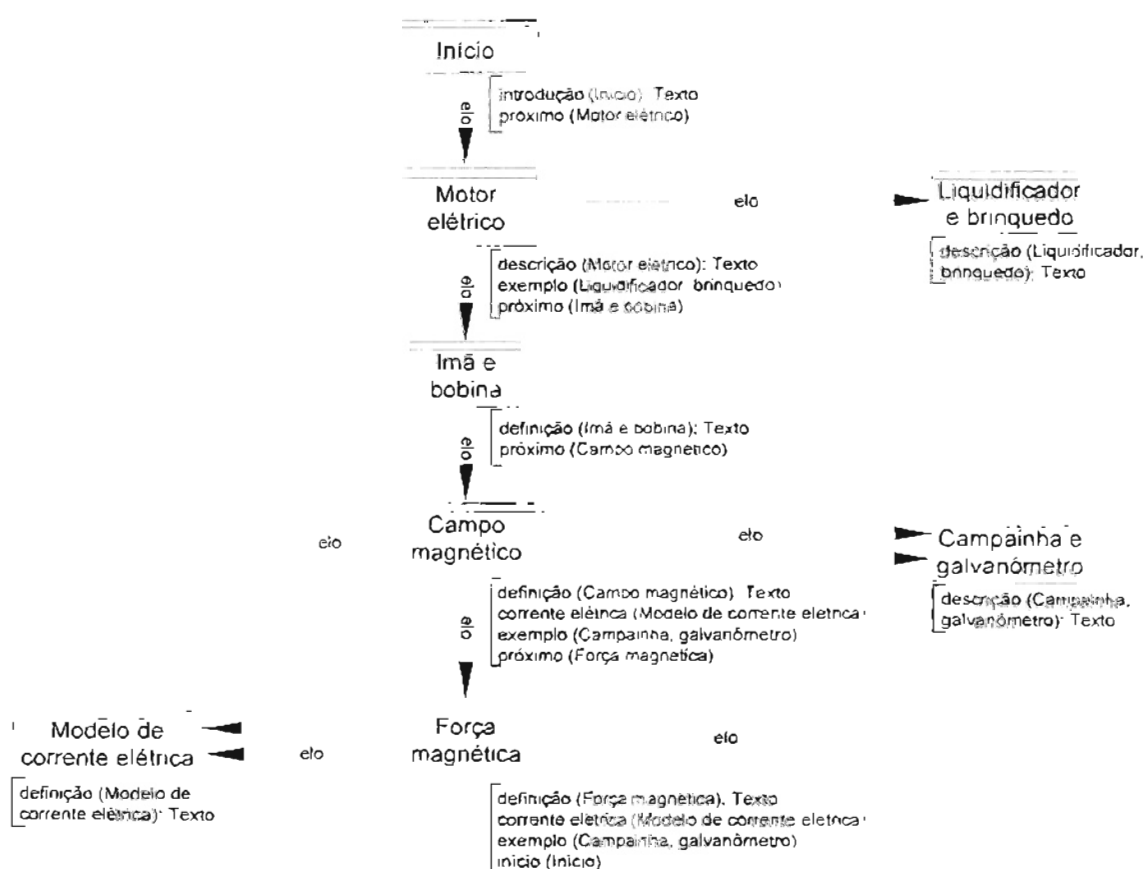 Início
elo
introdução (Início) Texto
próximo (Motor elétrico)
Motor
elétrico
elo
Liquidificador
e brinquedo
descrição (Liquidificador,
brinquedo): Texto
elo
descrição (Motor elétrico): Texto
exemplo (Liquidificador brinquedo)
próximo (Imã e bobina)
Imã e
bobina
elo
definição (Imã e bobina): Texto
próximo (Campo magnetico)
Campo
magnético
elo
elo
Campainha e
galvanômetro
descrição (Campainha,
galvanômetro): Texto
elo
definição (Campo magnético) Texto
corrente elétrica (Modelo de corrente eletrica)
exemplo (Campainha, galvanômetro)
próximo (Força magnetica)
Modelo de
corrente elétrica
definição (Modelo de
corrente elétrica): Texto
elo
Força
magnética
elo
definição (Força magnética). Texto
corrente elétrica (Modelo de corrente eletrica)
exemplo (Campainha, galvanômetro)
início (Início)